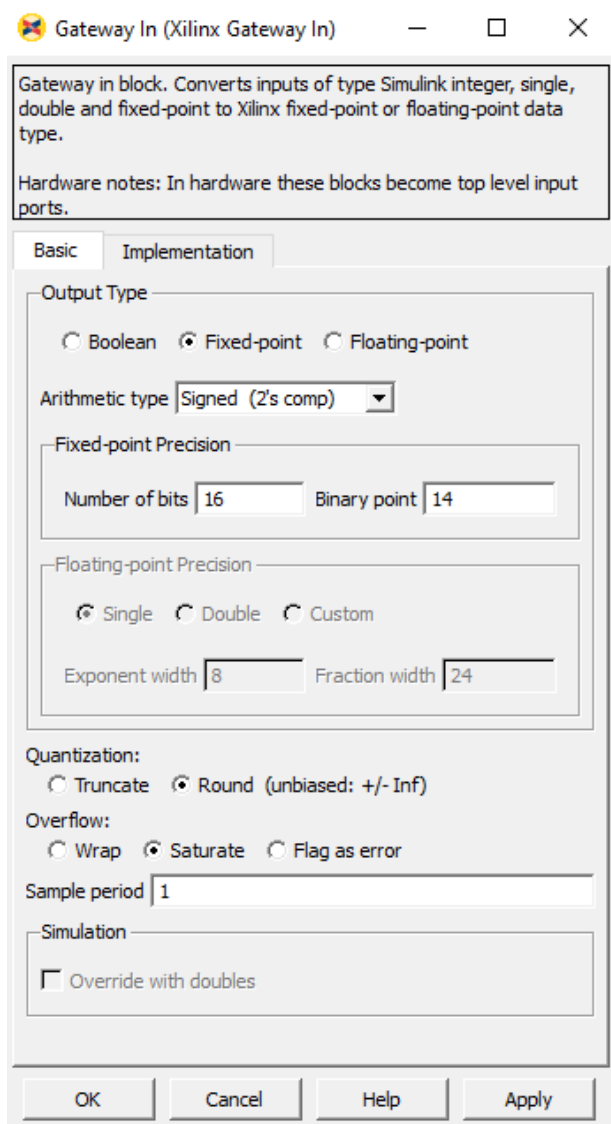 Gateway In (Xilinx Gateway In)
Gateway in block. Converts inputs of type Simulink integer, single,
double and fixed-point to Xilinx fixed-point or floating-point data
type.
Hardware notes: In hardware these blocks become top level input
ports.
Basic Implementation
Output Type
Boolean Fixed-point Floating-point
Arithmetic type Signed (2's comp)
Fixed-point Precision
Number of bits 16 Binary point 14
Floating-point Precision
Single Double Custom
Exponent width 8 Fraction width 24
Quantization:
Truncate Round (unbiased: +/- Inf)
Overflow:
Wrap Saturate Flag as error
Sample period 1
Simulation
Override with doubles
OK Cancel Help Apply